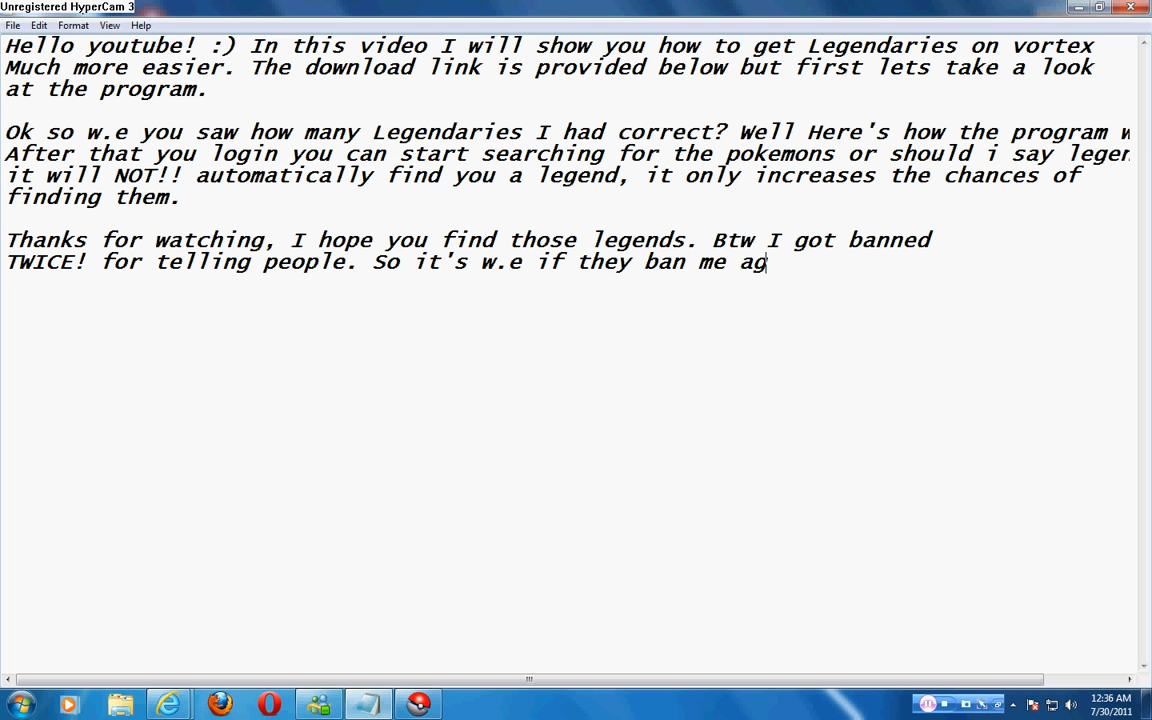 Unregistered HyperCam 3
File Edit Format View Help
Hello youtube! :) In this video I will show you how to get Legendaries on vortex
Much more easier. The download link is provided below but first lets take a look
at the program.
Ok so w.e you saw how many Legendaries I had correct? Well Here's how the program
After that you login you can start searching for the pokemons or should i say
it will NOT!! automatically find you a legend, it only increases the chances of
finding them.
Thanks for watching, I hope you find those legends. Btw I got banned
TWICE! for telling people. So it's w.e if they ban me ag
12:36 AM
7/30/2011